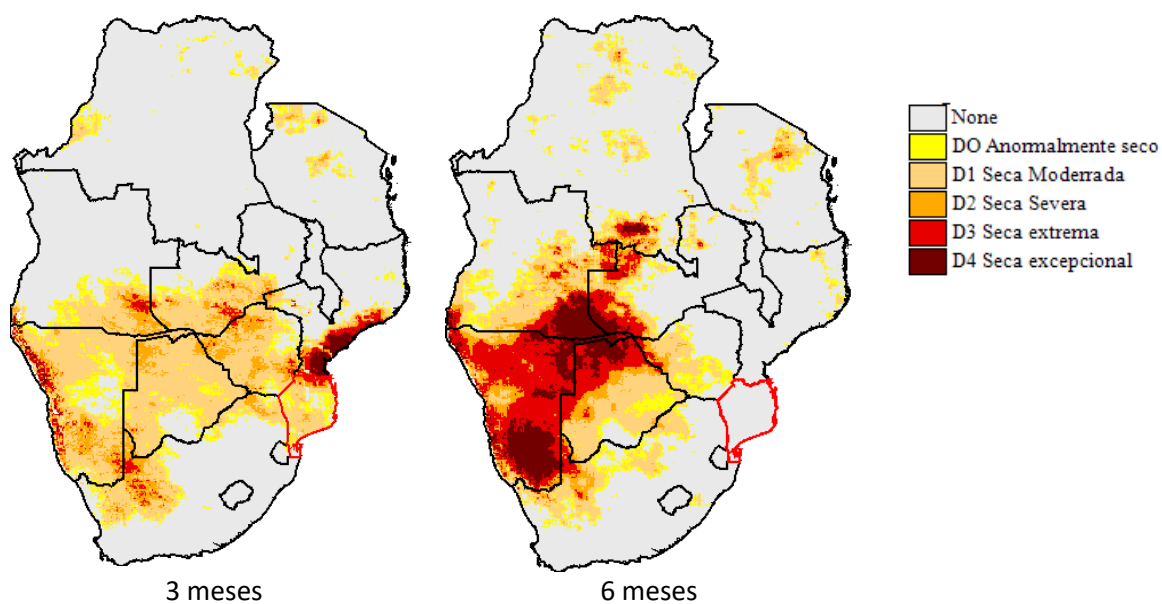 None
DO Anormalmente seco
D1 Seca Moderrada
D2 Seca Severa
D3 Seca extrema
D4 Seca excepcional
3 meses
6 meses